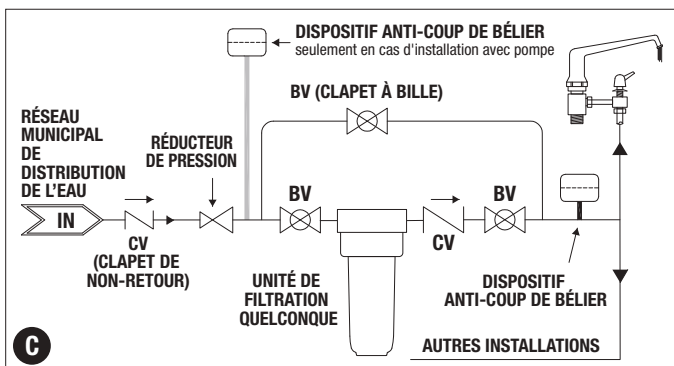 DISPOSITIF ANTI-COUP DE BÉLIER
seulement en cas d'installation avec pompe
BV (CLAPET À BILLE)
RÉSEAU
MUNICIPAL
DE
DISTRIBUTION
DE L'EAU
RÉDUCTEUR
DE PRESSION
IN
BV
BV
CV
(CLAPET DE
NON-RETOUR)
CV
UNITÉ DE
FILTRATION
QUELCONQUE
DISPOSITIF
ANTI-COUP DE BÉLIER
C
AUTRES INSTALLATIONS